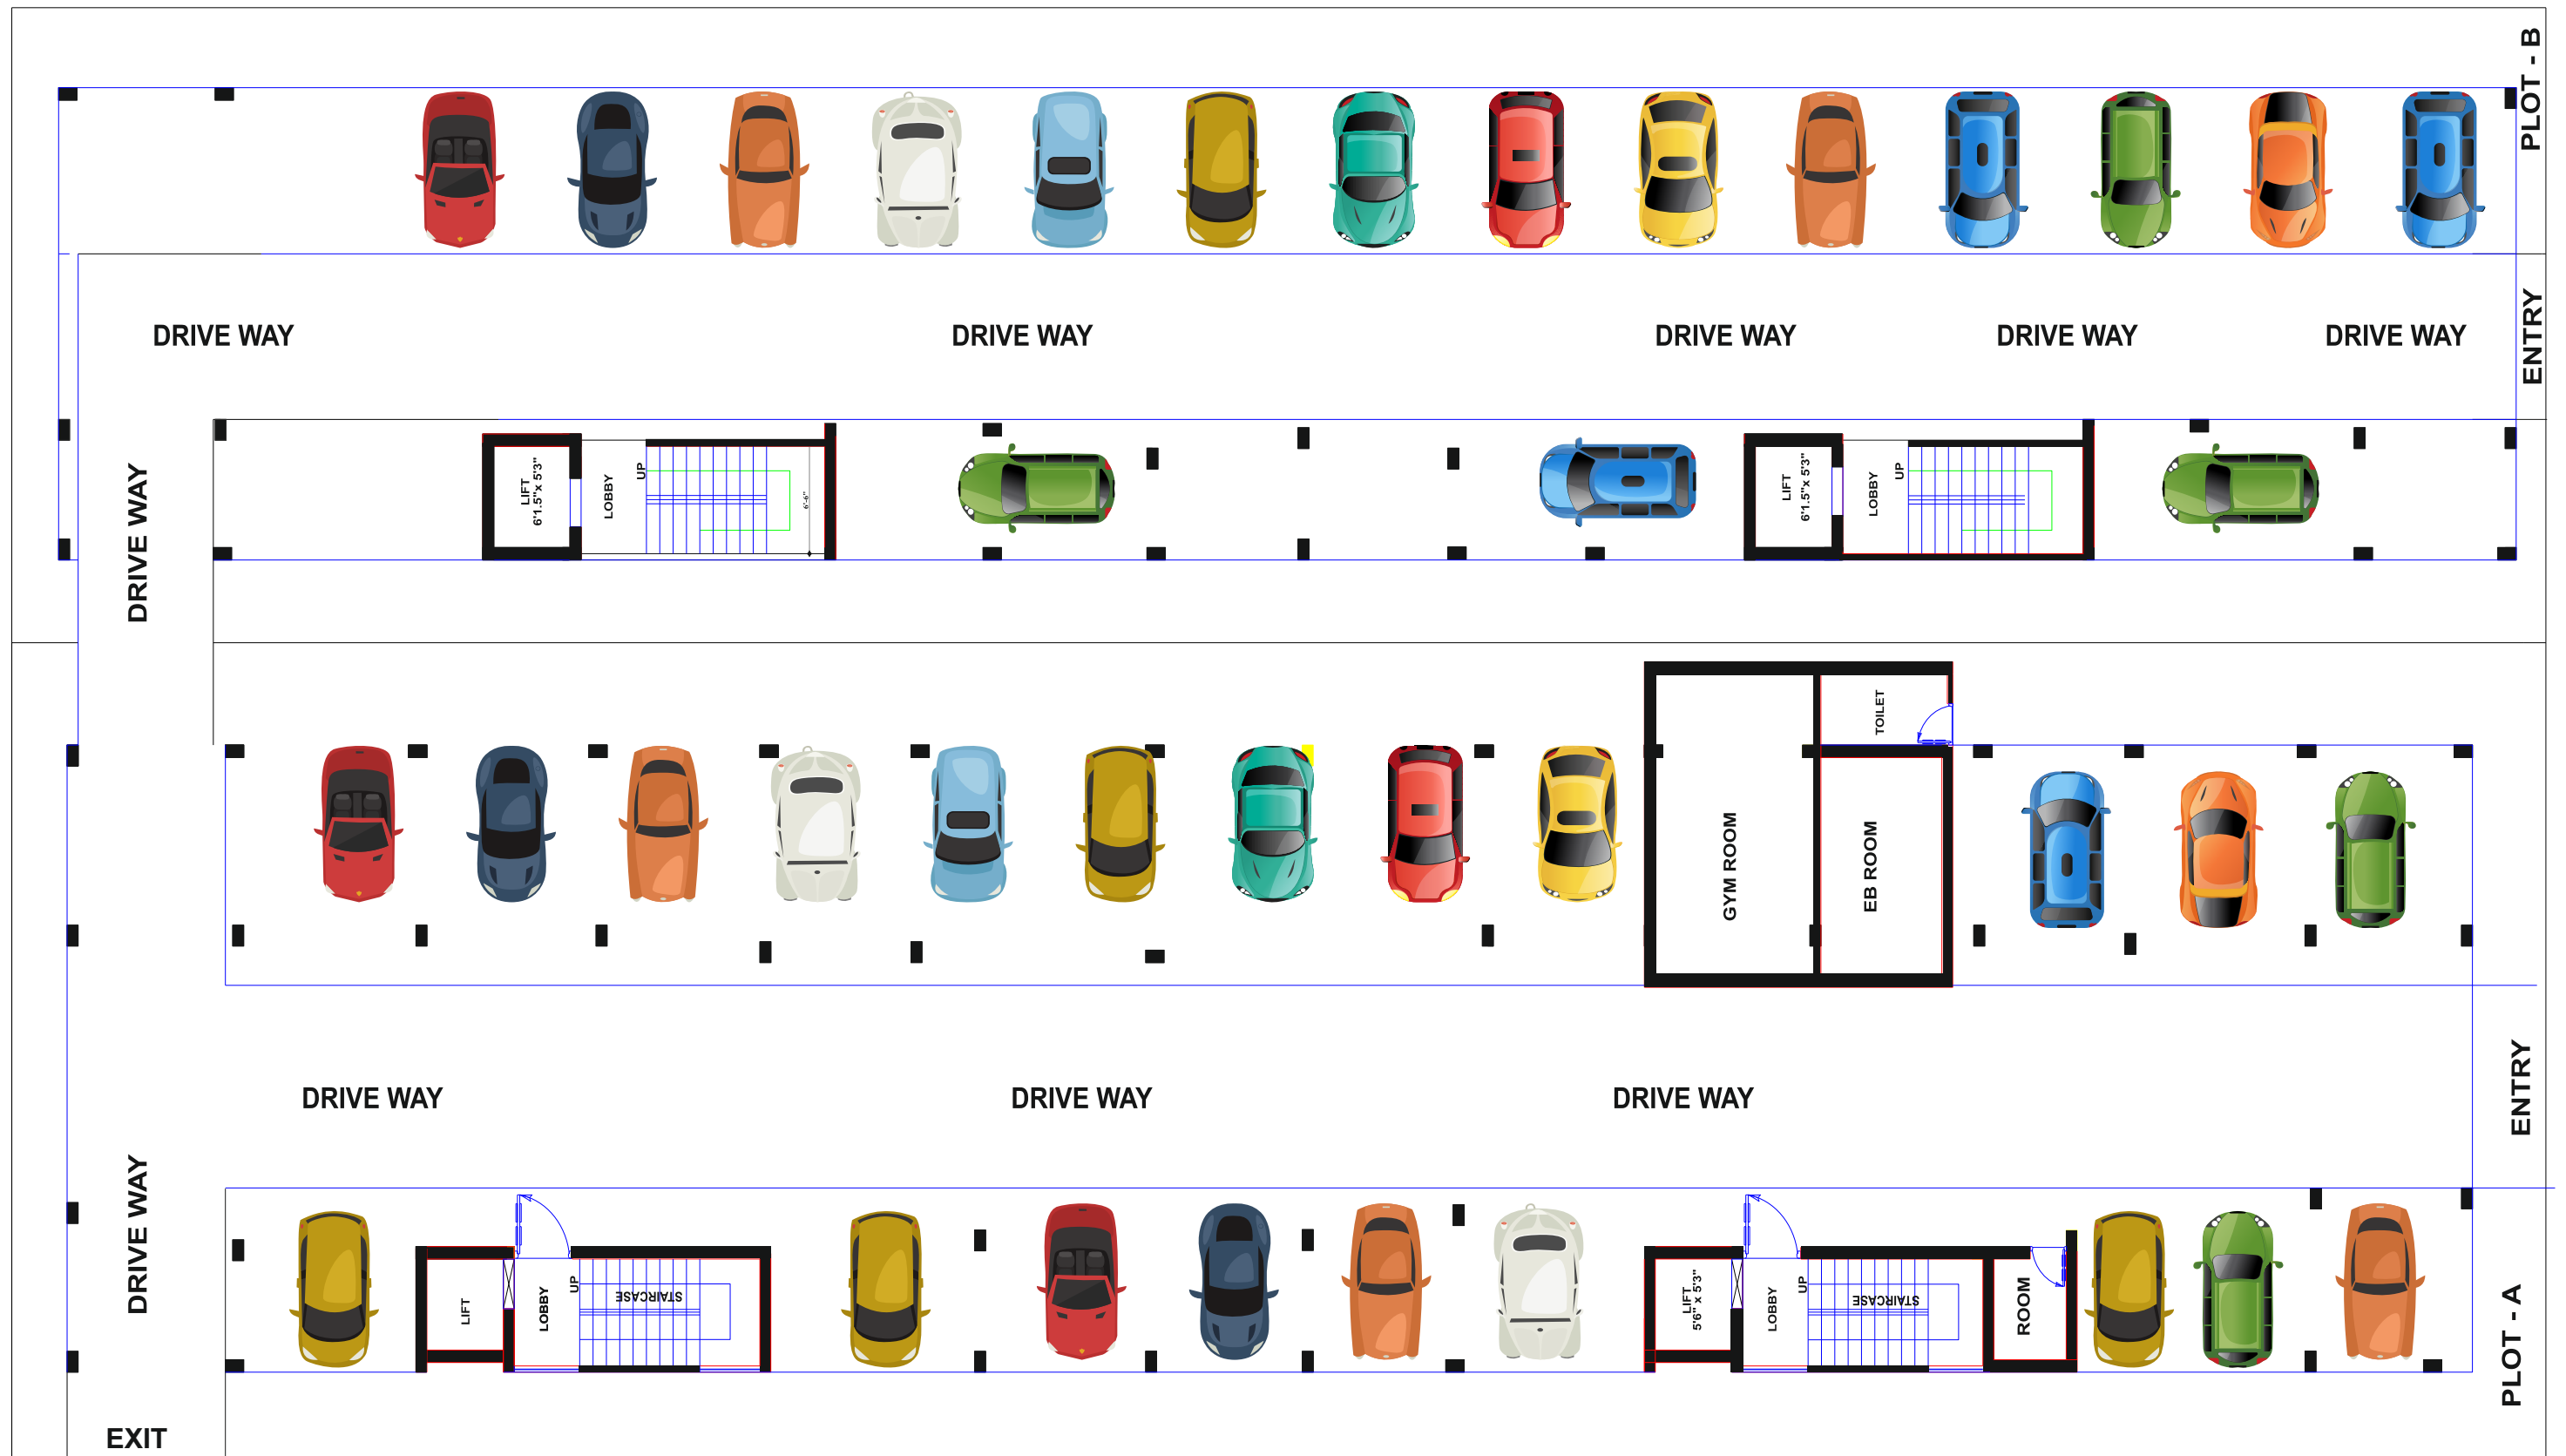 PLOT - B
DRIVE WAY
DRIVE WAY
DRIVE WAY
DRIVE WAY
DRIVE WAY
ENTRY
DRIVE WAY
LIFT
6'1.5"x 5'3"
LOBBY
UP
6'-6"
LIFT
6'1.5"x 5'3"
LOBBY
UP
TOILET
GYM ROOM
EB ROOM
DRIVE WAY
DRIVE WAY
DRIVE WAY
ENTRY
DRIVE WAY
LIFT
LOBBY
UP
STAIRCASE
LIFT
5'6" x 5'3"
LOBBY
UP
STAIRCASE
ROOM
PLOT - A
EXIT